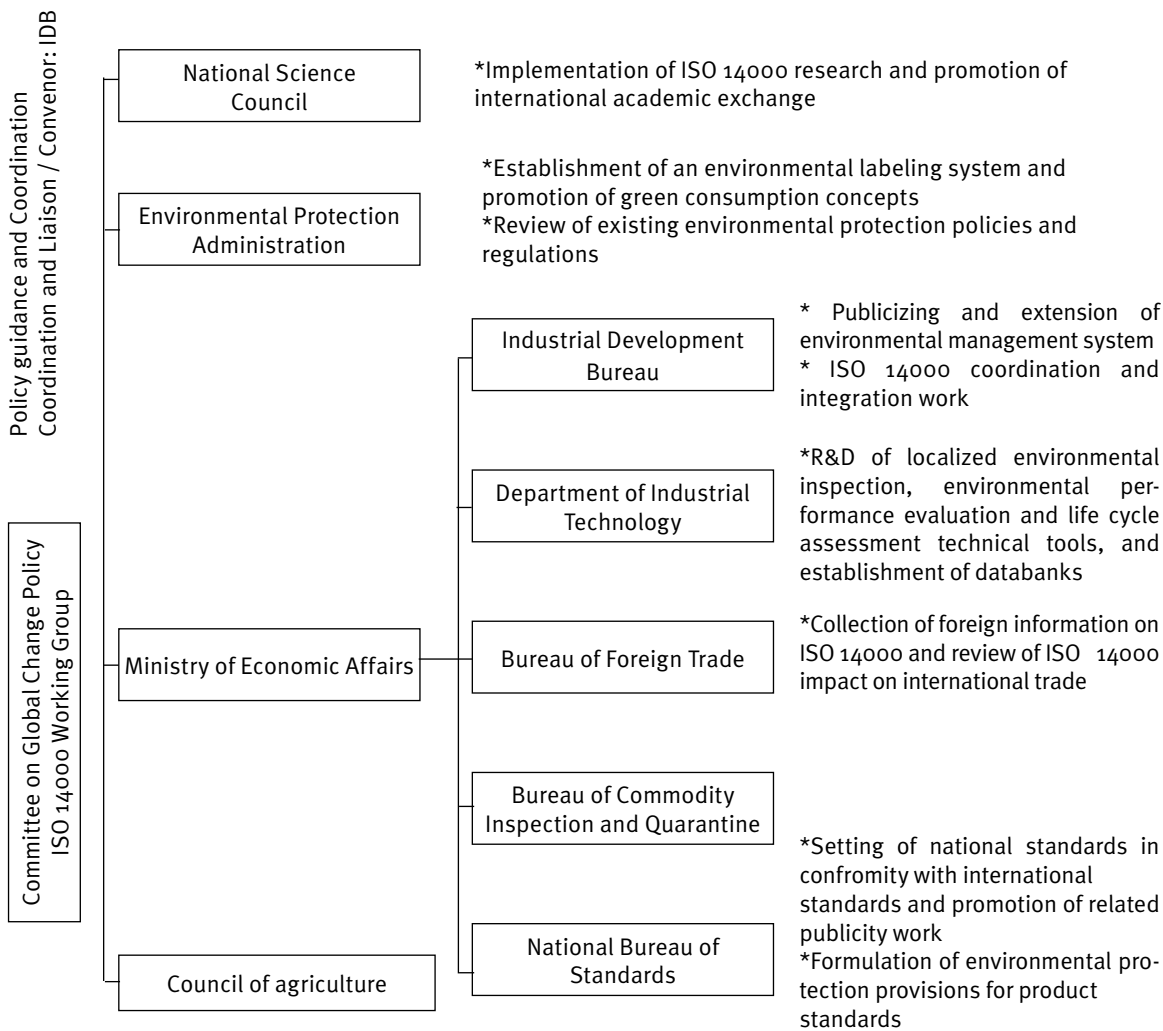 Policy guidance and Coordination
Coordination and Liaison / Convenor: IDB
Committee on Global Change Policy
ISO 14000 Working Group
National Science
Council
*Implementation of ISO 14000 research and promotion of
international academic exchange
Environmental Protection
Administration
*Establishment of an environmental labeling system and
promotion of green consumption concepts
*Review of existing environmental protection policies and
regulations
Ministry of Economic Affairs
Industrial Development
Bureau
* Publicizing and extension of
environmental management system
* ISO 14000 coordination and
integration work
Department of Industrial
Technology
*R&D of localized environmental
inspection, environmental per-
formance evaluation and life cycle
assessment technical tools, and
establishment of databanks
Bureau of Foreign Trade
*Collection of foreign information on
ISO 14000 and review of ISO 14000
impact on international trade
Bureau of Commodity
Inspection and Quarantine
National Bureau of
Standards
*Setting of national standards in
confromity with international
standards and promotion of related
publicity work
*Formulation of environmental pro-
tection provisions for product
standards
Council of agriculture